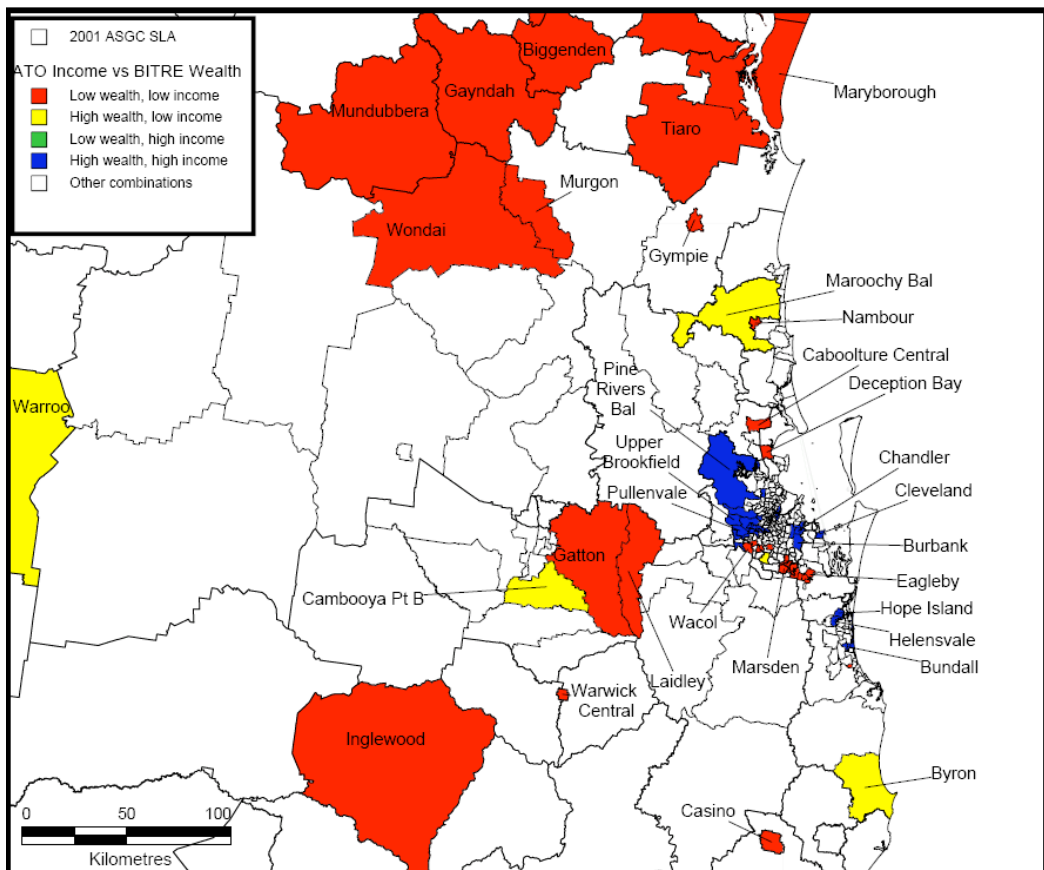 2001 ASGC SLA
ATO Income vs BITRE Wealth
Low wealth, low income
High wealth, low income
Low wealth, high income
High wealth, high income
Other combinations
Biggenden
Gayndah
Mundubbera
Maryborough
Tiaro
Murgon
Wondai
Gympie
Maroochy Bal
Nambour
Caboolture Central
Pine
Rivers
Bal
Deception Bay
Warroo
Upper
Brookfield
Chandler
Pullenvale
Cleveland
Burbank
Gatton
Eagleby
Cambooya Pt B
Hope Island
Wacol
Helensvale
Marsden
Bundall
Laidley
Warwick
Central
Inglewood
Byron
Casino
0 50 100
Kilometres